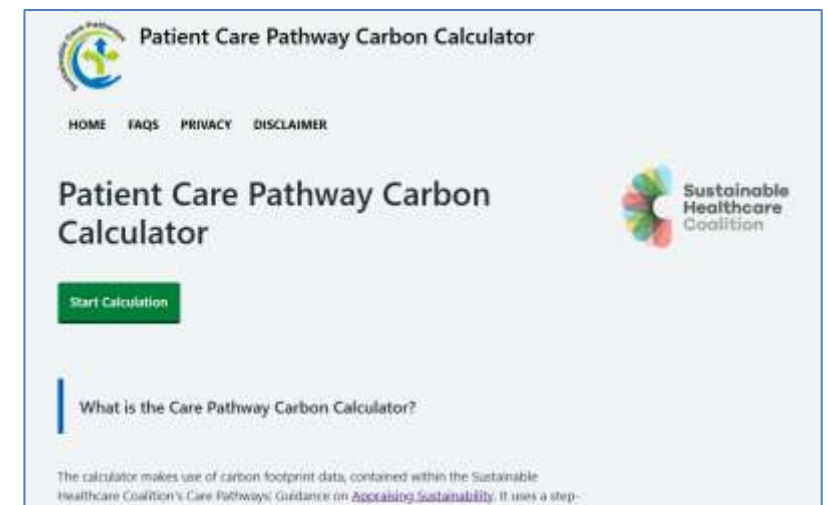 Patient Care Pathway Carbon Calculator
HOME FAQS PRIVACY DISCLAIMER
Patient Care Pathway Carbon
Calculator
Sustainable
Healthcare
Coalition
Start Calculation
What is the Care Pathway Carbon Calculator?
The calculator makes use of carbon footprint data, contained within the Sustainable
Healthcare Coalition's Care Pathways: Guidance on Appraising Sustainability. It uses a step-